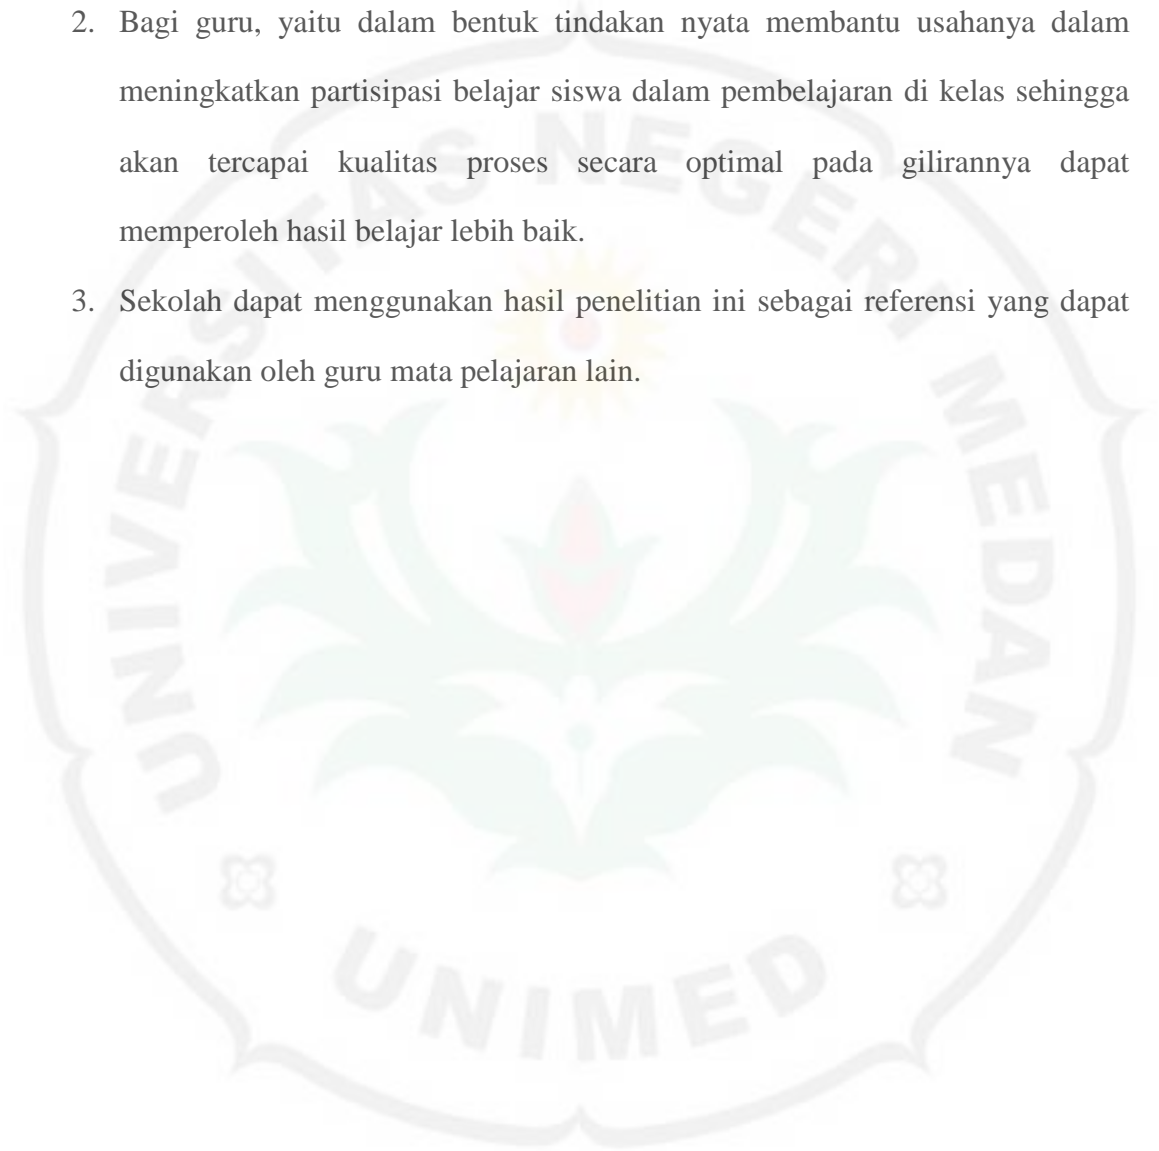 2. Bagi guru, yaitu dalam bentuk tindakan nyata membantu usahanya dalam
meningkatkan partisipasi belajar siswa dalam pembelajaran di kelas sehingga
akan tercapai kualitas proses secara optimal pada gilirannya dapat
memperoleh hasil belajar lebih baik.
3. Sekolah dapat menggunakan hasil penelitian ini sebagai referensi yang dapat
digunakan oleh guru mata pelajaran lain.
UNIVERSITAS NEGERI MEDAN
UNIMED